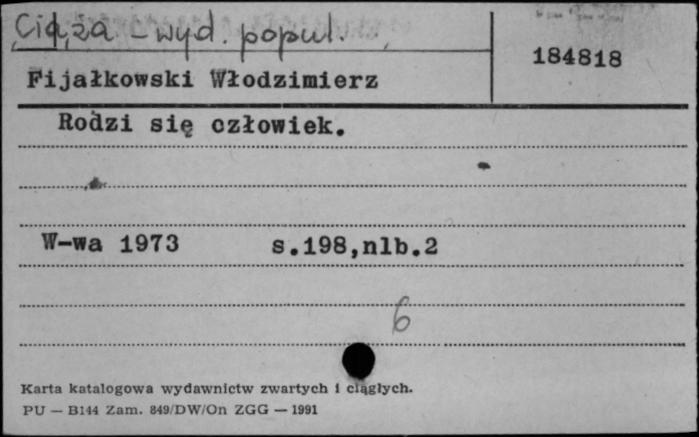 Ciąża – wyd. popul.
184818
Fijałkowski Włodzimierz
Rodzi się człowiek.
W-wa 1973 s.198,nlb.2
6
Karta katalogowa wydawnictw zwartych i ciągłych.
PU — B144 Zam. 849/DW/On ZGG — 1991